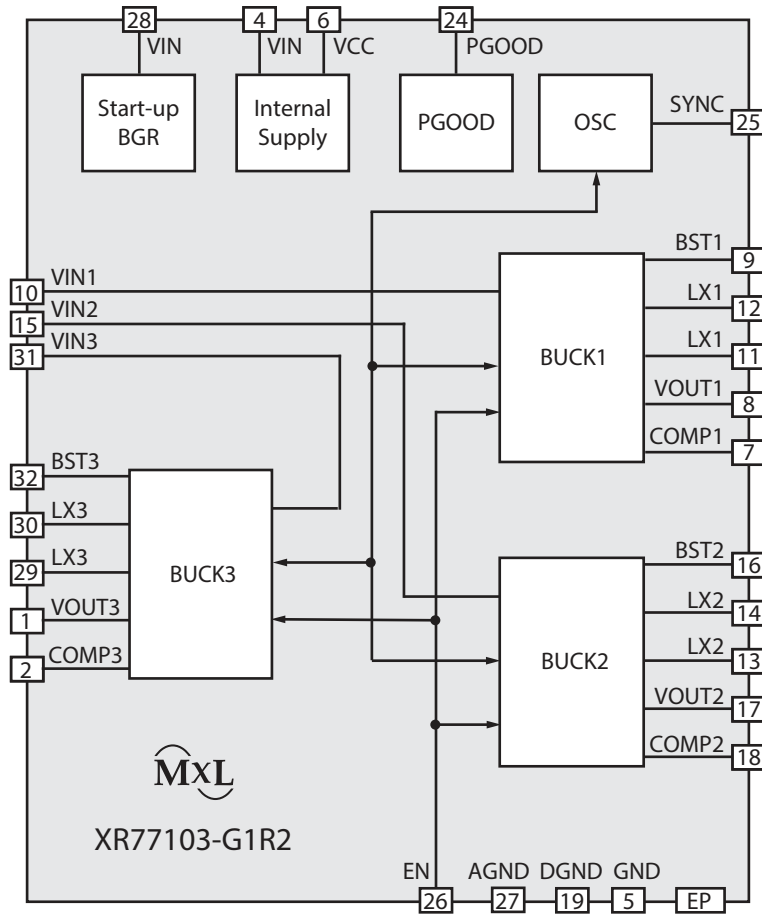 28 4 6 24
VIN VIN VCC PGOOD
Start-up
BGR
Internal
Supply
PGOOD
OSC
SYNC
25
10 VIN1
15 VIN2
31 VIN3
BUCK1
BST1
9
LX1
12
LX1
11
VOUT1
8
COMP1
7
32 BST3
30 LX3
29 LX3
1 VOUT3
2 COMP3
BUCK3
BUCK2
BST2
16
LX2
14
LX2
13
VOUT2
17
COMP2
18
MxL
XR77103-G1R2
EN AGND DGND GND
26 27 19 5 EP